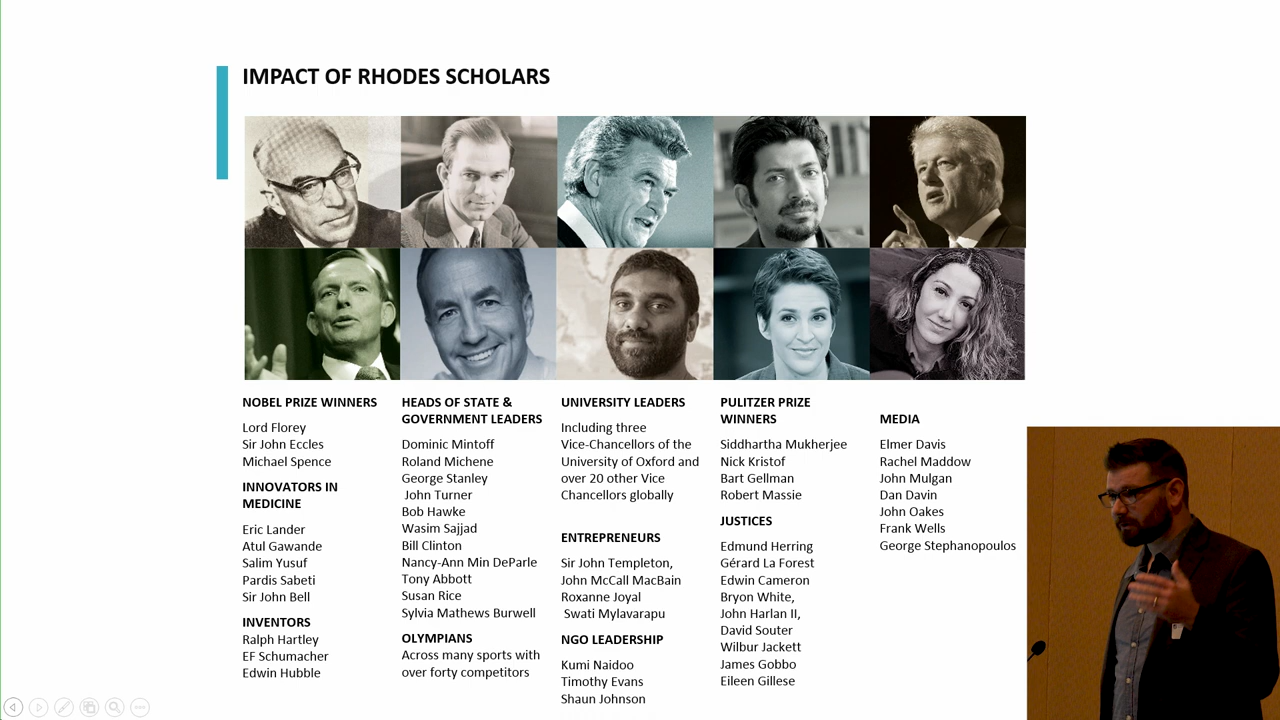 IMPACT OF RHODES SCHOLARS
NOBEL PRIZE WINNERS
Lord Florey
Sir John Eccles
Michael Spence
INNOVATORS IN
MEDICINE
Eric Lander
Atul Gawande
Salim Yusuf
Pardis Sabeti
Sir John Bell
INVENTORS
Ralph Hartley
EF Schumacher
Edwin Hubble
HEADS OF STATE &
GOVERNMENT LEADERS
Dominic Mintoff
Roland Michene
George Stanley
John Turner
Bob Hawke
Wasim Sajjad
Bill Clinton
Nancy-Ann Min DeParle
Tony Abbott
Susan Rice
Sylvia Mathews Burwell
OLYMPIANS
Across many sports with
over forty competitors
UNIVERSITY LEADERS
Including three
Vice-Chancellors of the
University of Oxford and
over 20 other Vice
Chancellors globally
ENTREPRENEURS
Sir John Templeton,
John McCall MacBain
Roxanne Joyal
Swati Mylavarapu
NGO LEADERSHIP
Kumi Naidoo
Timothy Evans
Shaun Johnson
PULITZER PRIZE
WINNERS
Siddhartha Mukherjee
Nick Kristof
Bart Gellman
Robert Massie
JUSTICES
Edmund Herring
Gérard La Forest
Edwin Cameron
Bryon White,
John Harlan II,
David Souter
Wilbur Jackett
James Gobbo
Eileen Gillese
MEDIA
Elmer Davis
Rachel Maddow
John Mulgan
Dan Davin
John Oakes
Frank Wells
George Stephanopoulos